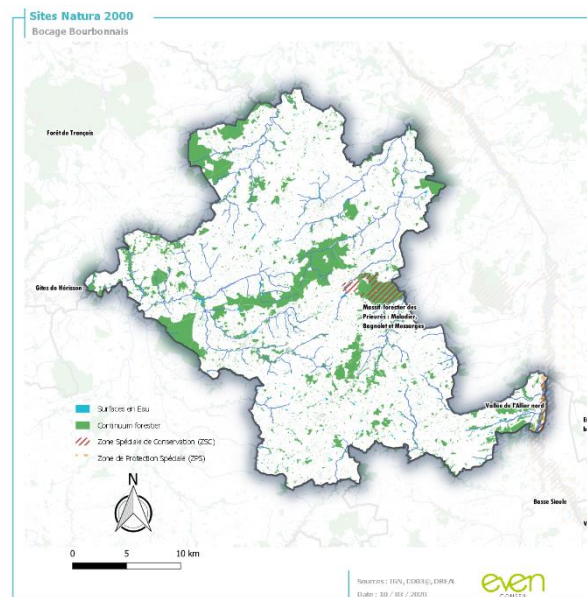 Sites Natura 2000
Bocage Bourbonnais
Forêt de Tronçais
Gîtes de Hérisson
Massif forestier des
Prieurés : Moladier,
Bagnolet et Messarges
Vallée de l'Allier nord
Basse Sioule
Surfaces en Eau
Continuum forestier
Zone Spéciale de Conservation (ZSC)
Zone de Protection Spéciale (ZPS)
N
0 5 10 km
Sources : IGN, DREAL
Date : 10 / 03 / 2020
even
CONSEIL